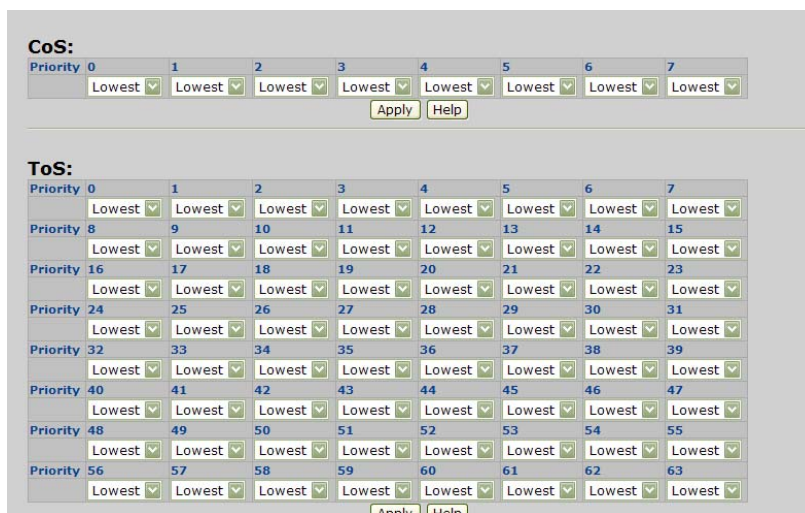 CoS:
Priority 0 1 2 3 4 5 6 7
Lowest Lowest Lowest Lowest Lowest Lowest Lowest Lowest
Apply Help
ToS:
Priority 0 1 2 3 4 5 6 7
Lowest Lowest Lowest Lowest Lowest Lowest Lowest Lowest
Priority 8 9 10 11 12 13 14 15
Lowest Lowest Lowest Lowest Lowest Lowest Lowest Lowest
Priority 16 17 18 19 20 21 22 23
Lowest Lowest Lowest Lowest Lowest Lowest Lowest Lowest
Priority 24 25 26 27 28 29 30 31
Lowest Lowest Lowest Lowest Lowest Lowest Lowest Lowest
Priority 32 33 34 35 36 37 38 39
Lowest Lowest Lowest Lowest Lowest Lowest Lowest Lowest
Priority 40 41 42 43 44 45 46 47
Lowest Lowest Lowest Lowest Lowest Lowest Lowest Lowest
Priority 48 49 50 51 52 53 54 55
Lowest Lowest Lowest Lowest Lowest Lowest Lowest Lowest
Priority 56 57 58 59 60 61 62 63
Lowest Lowest Lowest Lowest Lowest Lowest Lowest Lowest
Apply Help